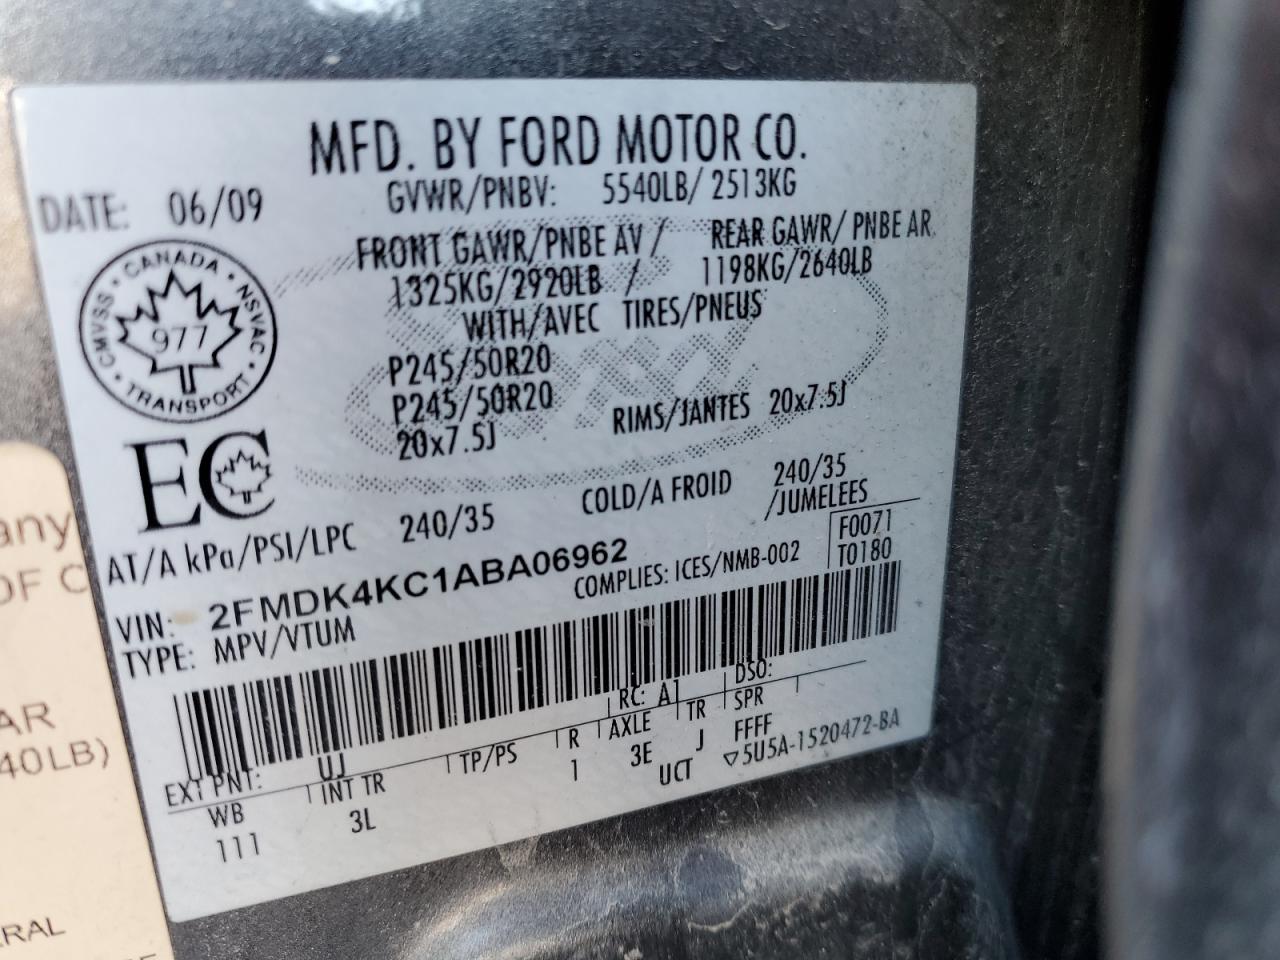 MFD. BY FORD MOTOR CO.
DATE: 06/09 GVWR/PNBV: 5540LB/ 2513KG
FRONT GAWR/PNBE AV / REAR GAWR/ PNBE AR
1325KG/2920LB / 1198KG/2640LB
WITH/AVEC TIRES/PNEUS
CANADA · NSVAC · TRANSPORT · CMVSS ·
977
P245/50R20
P245/50R20
20x7.5J RIMS/JANTES 20x7.5J
EC
AT/A kPa/PSI/LPC 240/35 COLD/A FROID 240/35
/JUMELEES
VIN: 2FMDK4KC1ABA06962
COMPLIES: ICES/NMB-002
F0071
T0180
TYPE: MPV/VTUM
EXT PNT: UJ RC: A1 DSO:
WB INT TR TP/PS R AXLE TR SPR
111 3L 1 3E J FFFF
UCT ▽5U5A-1520472-BA
any
OF C
AR
40LB)
ERAL